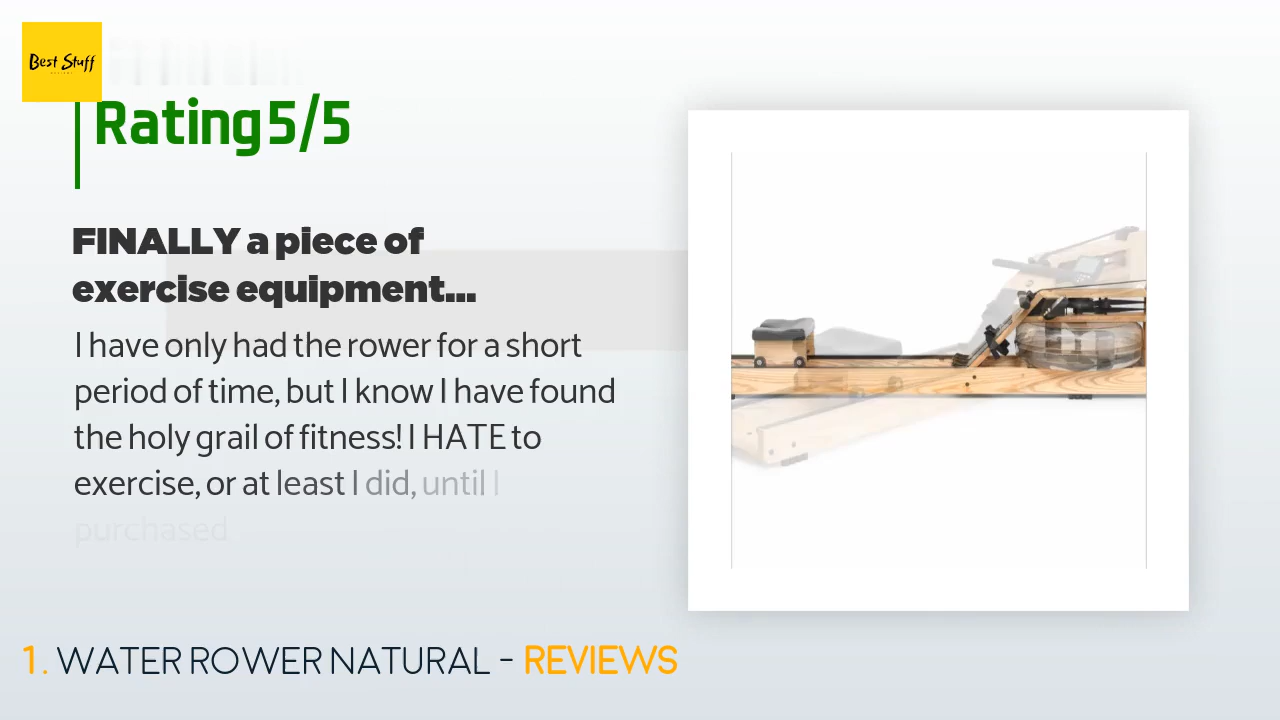 Best Stuff
Rating 5/5
FINALLY a piece of
exercise equipment...
I have only had the rower for a short
period of time, but I know I have found
the holy grail of fitness! I HATE to
exercise, or at least I did, until I
purchased
1. WATER ROWER NATURAL - REVIEWS